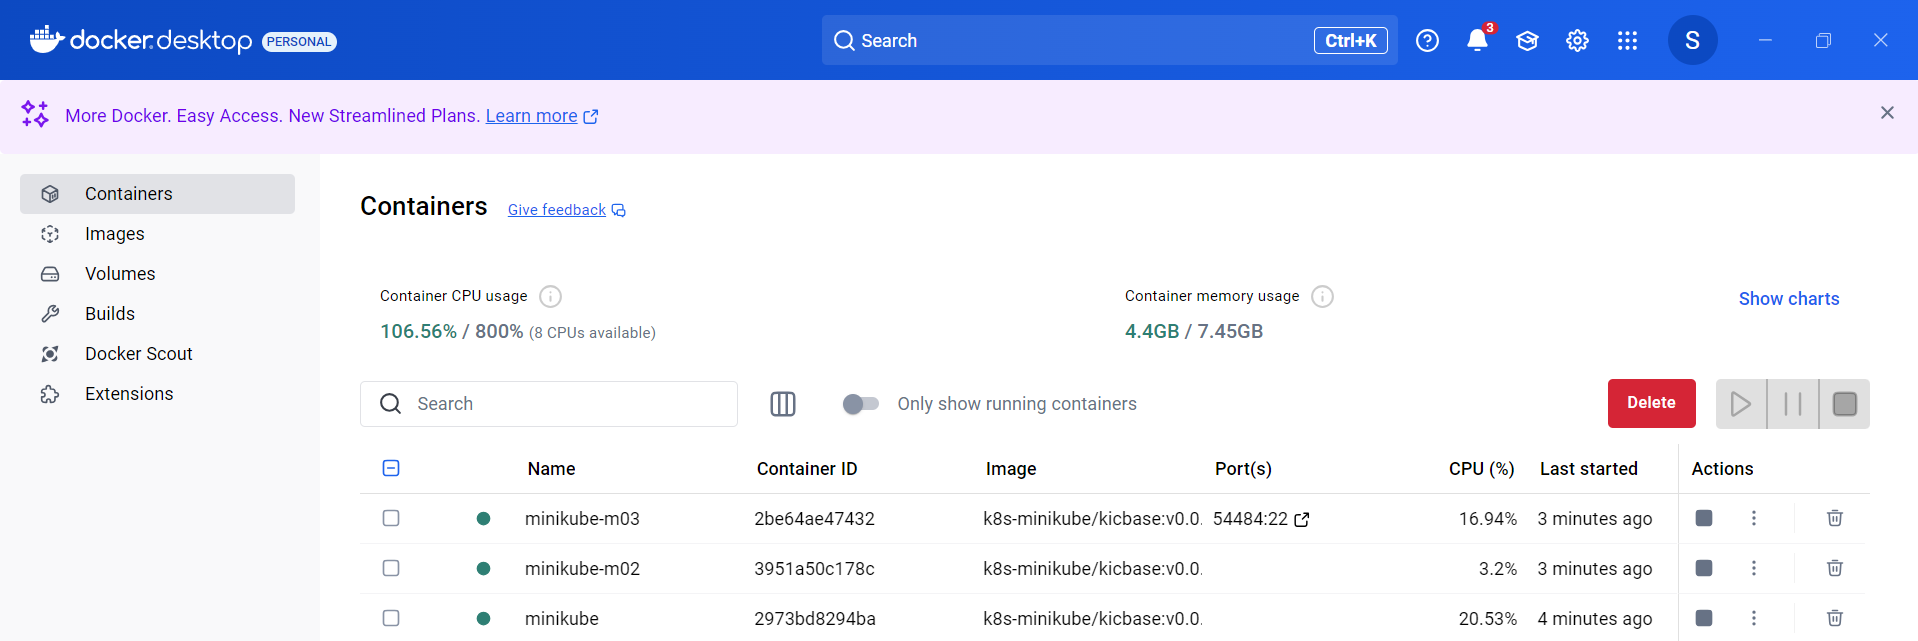 docker.desktop PERSONAL
Search Ctrl+K 3 S
More Docker. Easy Access. New Streamlined Plans. Learn more
Containers
Images
Volumes
Builds
Docker Scout
Extensions
Containers Give feedback
Container CPU usage
106.56% / 800% (8 CPUs available)
Container memory usage
4.4GB / 7.45GB
Show charts
Search
Only show running containers
Delete
Name Container ID Image Port(s) CPU (%) Last started Actions
minikube-m03 2be64ae47432 k8s-minikube/kicbase:v0.0. 54484:22 16.94% 3 minutes ago
minikube-m02 3951a50c178c k8s-minikube/kicbase:v0.0. 3.2% 3 minutes ago
minikube 2973bd8294ba k8s-minikube/kicbase:v0.0. 20.53% 4 minutes ago